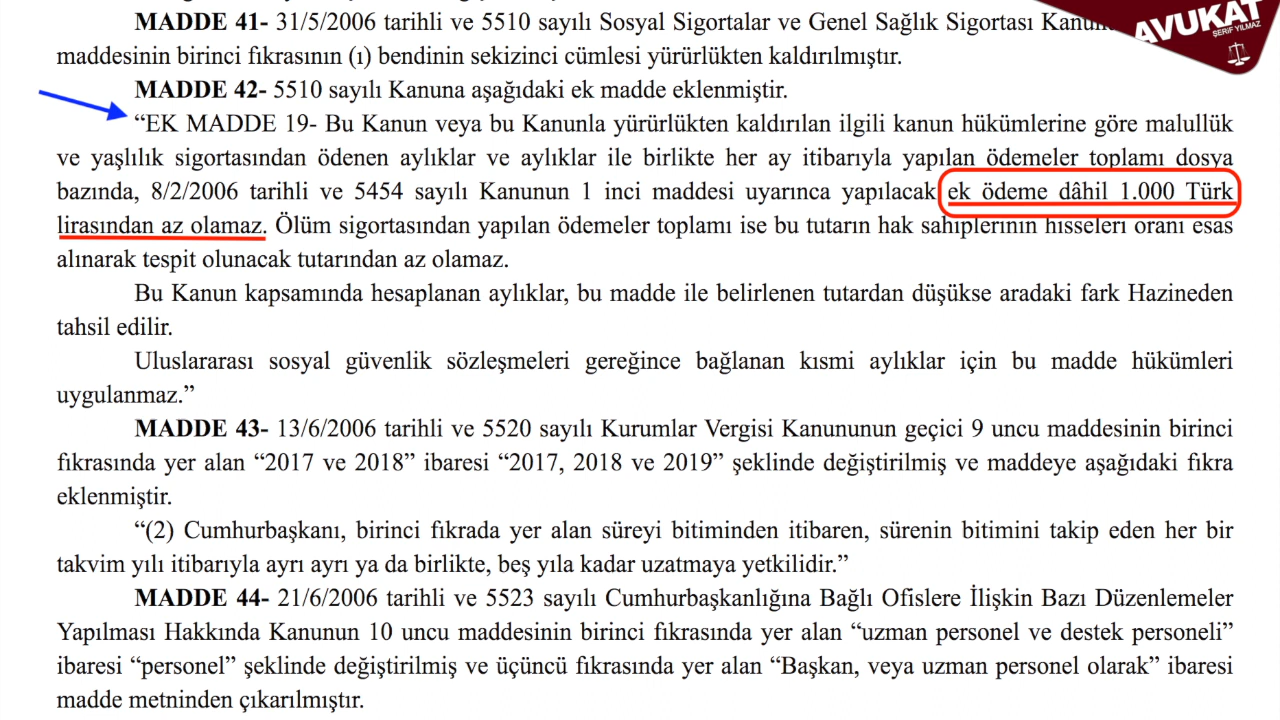 MADDE 41- 31/5/2006 tarihli ve 5510 sayılı Sosyal Sigortalar ve Genel Sağlık Sigortası
AVUKAT
ŞERİF YILMAZ
maddesinin birinci fıkrasının (ı) bendinin sekizinci cümlesi yürürlükten kaldırılmıştır.
MADDE 42- 5510 sayılı Kanuna aşağıdaki ek madde eklenmiştir.
“EK MADDE 19- Bu Kanun veya bu Kanunla yürürlükten kaldırılan ilgili kanun hükümlerine göre malullük
ve yaşlılık sigortasından ödenen aylıklar ve aylıklar ile birlikte her ay itibarıyla yapılan ödemeler toplamı dosya
bazında, 8/2/2006 tarihli ve 5454 sayılı Kanunun 1 inci maddesi uyarınca yapılacak ek ödeme dâhil 1.000 Türk
lirasından az olamaz. Ölüm sigortasından yapılan ödemeler toplamı ise bu tutarın hak sahiplerinin hisseleri oranı esas
alınarak tespit olunacak tutarından az olamaz.
Bu Kanun kapsamında hesaplanan aylıklar, bu madde ile belirlenen tutardan düşükse aradaki fark Hazineden
tahsil edilir.
Uluslararası sosyal güvenlik sözleşmeleri gereğince bağlanan kısmi aylıklar için bu madde hükümleri
uygulanmaz.”
MADDE 43- 13/6/2006 tarihli ve 5520 sayılı Kurumlar Vergisi Kanununun geçici 9 uncu maddesinin birinci
fıkrasında yer alan “2017 ve 2018” ibaresi “2017, 2018 ve 2019” şeklinde değiştirilmiş ve maddeye aşağıdaki fıkra
eklenmiştir.
“(2) Cumhurbaşkanı, birinci fıkrada yer alan süreyi bitiminden itibaren, sürenin bitimini takip eden her bir
takvim yılı itibarıyla ayrı ayrı ya da birlikte, beş yıla kadar uzatmaya yetkilidir.”
MADDE 44- 21/6/2006 tarihli ve 5523 sayılı Cumhurbaşkanlığına Bağlı Ofislere İlişkin Bazı Düzenlemeler
Yapılması Hakkında Kanunun 10 uncu maddesinin birinci fıkrasında yer alan “uzman personel ve destek personeli”
ibaresi “personel” şeklinde değiştirilmiş ve üçüncü fıkrasında yer alan “Başkan, veya uzman personel olarak” ibaresi
madde metninden çıkarılmıştır.